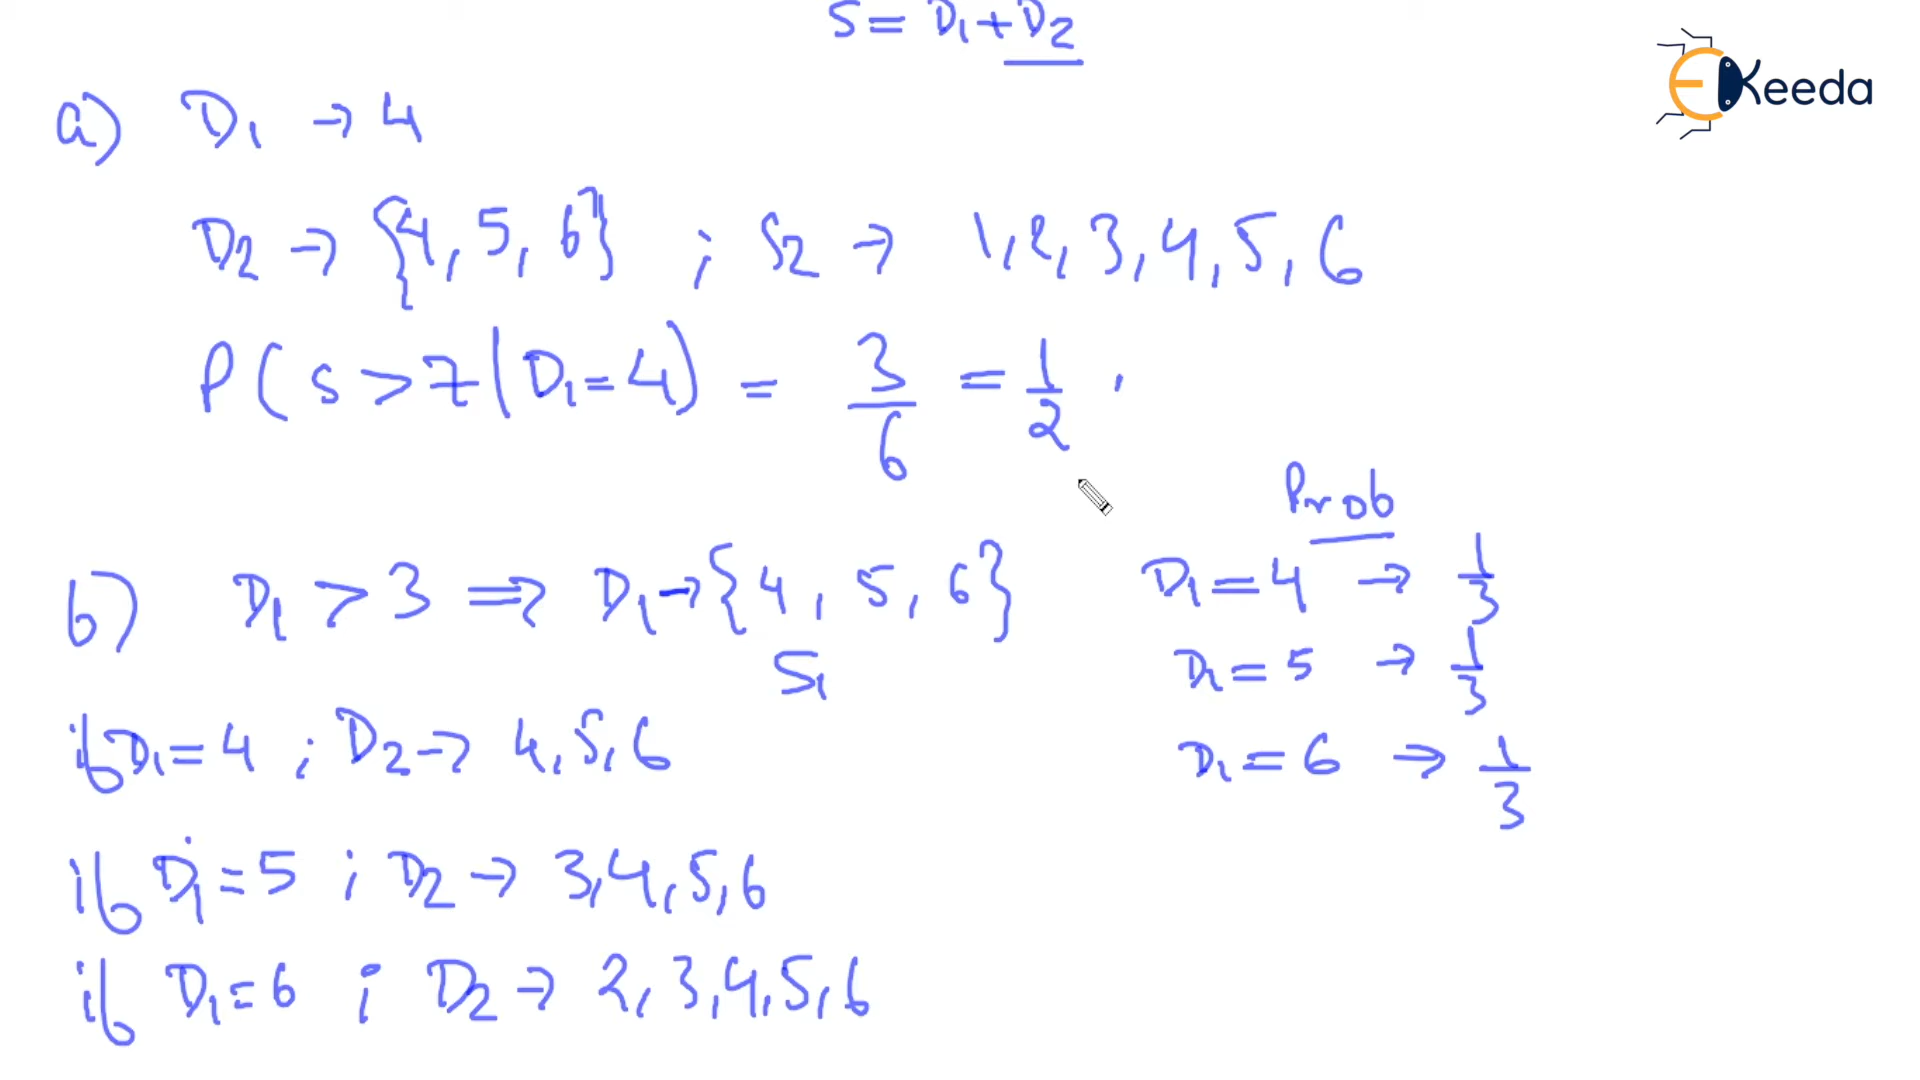 S = D1 + D2
EKeeda
a) D1 → 4
D2 → {4, 5, 6} ; S2 → 1, 2, 3, 4, 5, 6
P(S > 7 | D1 = 4) = 3/6 = 1/2 .
Prob
b) D1 > 3 ⇒ D1 → {4, 5, 6}
S1
D1 = 4 → 1/3
D1 = 5 → 1/3
D1 = 6 → 1/3
if D1 = 4 ; D2 → 4, 5, 6
if D1 = 5 ; D2 → 3, 4, 5, 6
if D1 = 6 ; D2 → 2, 3, 4, 5, 6